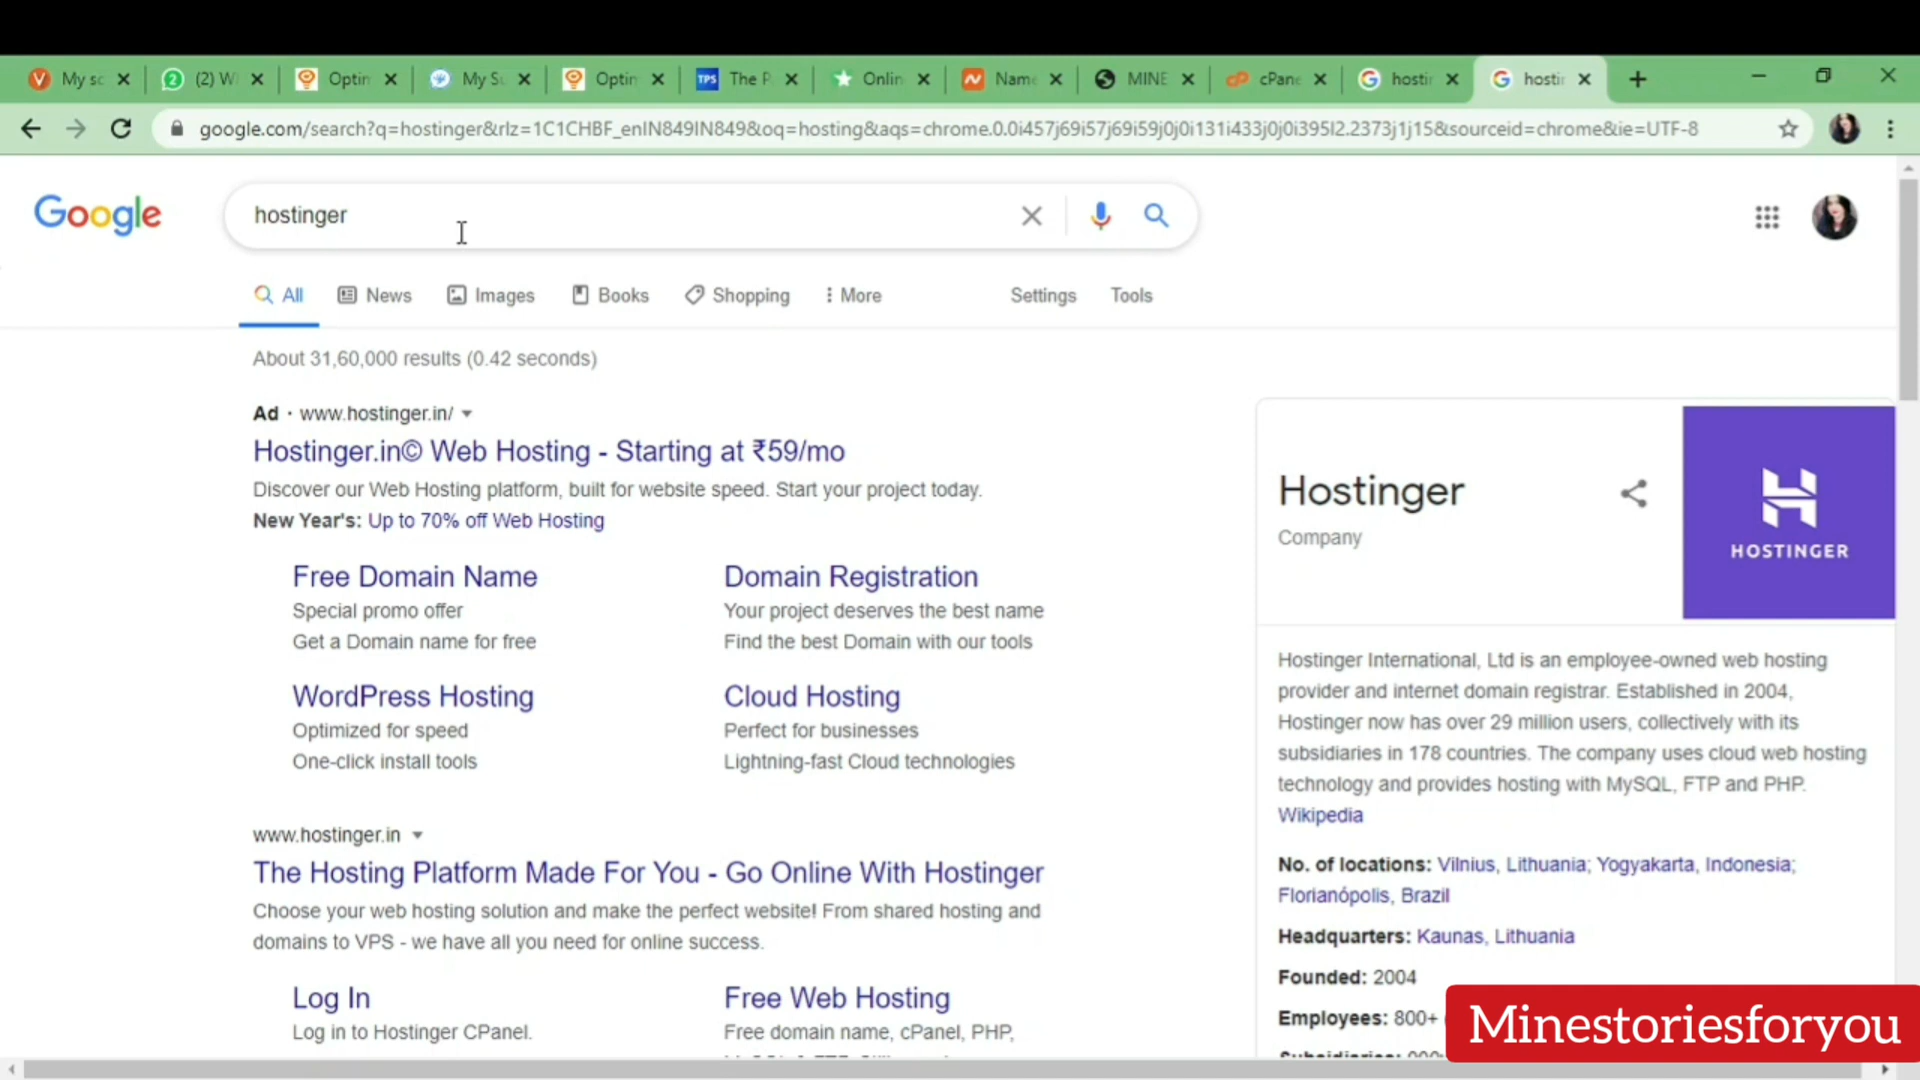 My sc
(2) W
Optin
My Su
Optin
TPS The P
Onlin
Name
MINE
cPane
hostin
hostin
google.com/search?q=hostinger&rlz=1C1CHBF_enIN849IN849&oq=hosting&aqs=chrome.0.0i457j69i57j69i59j0j0i131i433j0j0i395l2.2373j1j15&sourceid=chrome&ie=UTF-8
Google
hostinger
All News Images Books Shopping More Settings Tools
About 31,60,000 results (0.42 seconds)
Ad · www.hostinger.in/
Hostinger.in© Web Hosting - Starting at ₹59/mo
Discover our Web Hosting platform, built for website speed. Start your project today.
New Year's: Up to 70% off Web Hosting
Free Domain Name
Special promo offer
Get a Domain name for free
Domain Registration
Your project deserves the best name
Find the best Domain with our tools
WordPress Hosting
Optimized for speed
One-click install tools
Cloud Hosting
Perfect for businesses
Lightning-fast Cloud technologies
www.hostinger.in
The Hosting Platform Made For You - Go Online With Hostinger
Choose your web hosting solution and make the perfect website! From shared hosting and
domains to VPS - we have all you need for online success.
Log In
Log in to Hostinger CPanel.
Free Web Hosting
Free domain name, cPanel, PHP,
Hostinger
Company
HOSTINGER
Hostinger International, Ltd is an employee-owned web hosting
provider and internet domain registrar. Established in 2004,
Hostinger now has over 29 million users, collectively with its
subsidiaries in 178 countries. The company uses cloud web hosting
technology and provides hosting with MySQL, FTP and PHP.
Wikipedia
No. of locations: Vilnius, Lithuania; Yogyakarta, Indonesia;
Florianópolis, Brazil
Headquarters: Kaunas, Lithuania
Founded: 2004
Employees: 800+
Minestoriesforyou